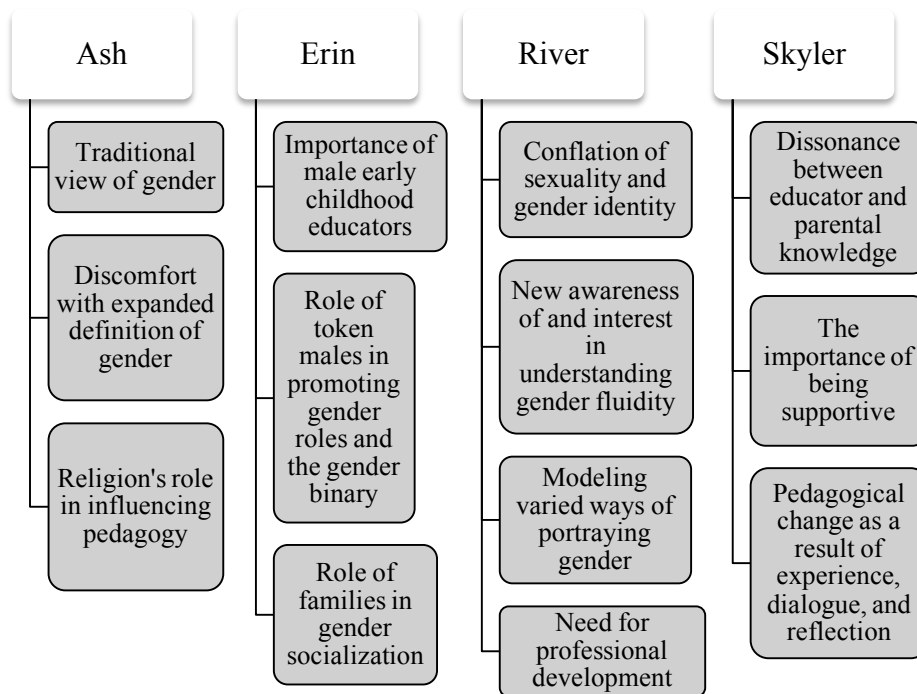 Ash
Traditional
view of gender
Discomfort
with expanded
definition of
gender
Religion's role
in influencing
pedagogy
Erin
Importance of
male early
childhood
educators
Role of
token males
in promoting
gender
roles and
the gender
binary
Role of
families in
gender
socialization
River
Conflation of
sexuality and
gender identity
New awareness
of and interest
in
understanding
gender fluidity
Modeling
varied ways of
portraying
gender
Need for
professional
development
Skyler
Dissonance
between
educator and
parental
knowledge
The
importance of
being
supportive
Pedagogical
change as a
result of
experience,
dialogue, and
reflection